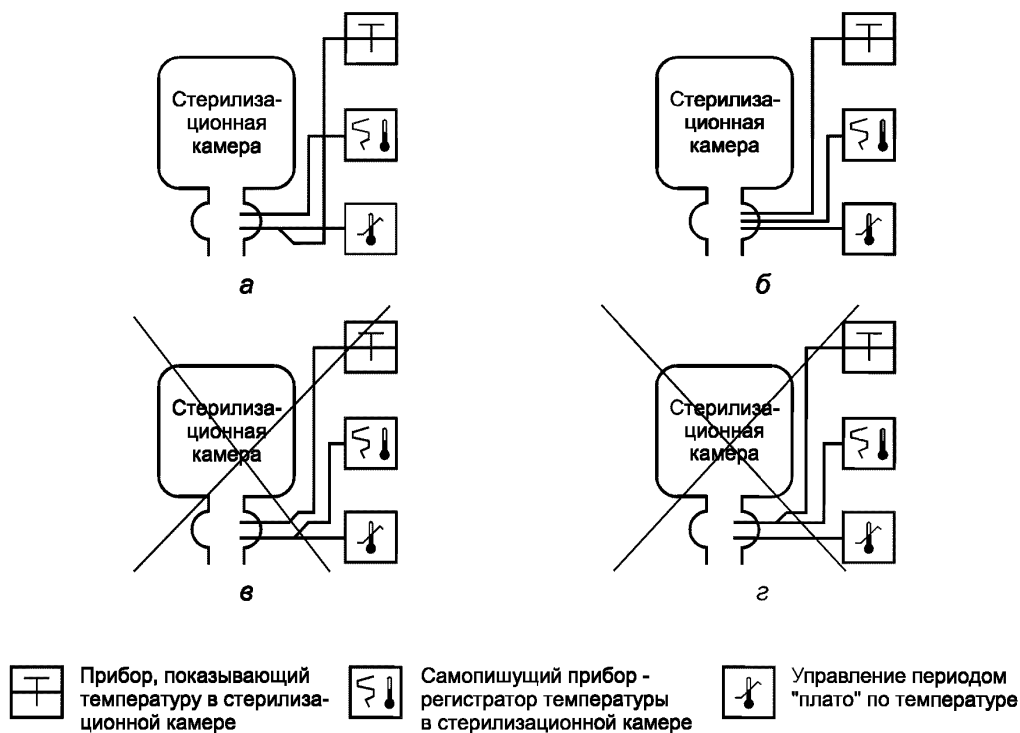 Стерилиза-
ционная
камера
а
Стерилиза-
ционная
камера
б
Стерилиза-
ционная
камера
в
Стерилиза-
ционная
камера
г
Прибор, показывающий
температуру в стерилиза-
ционной камере
Самопишущий прибор -
регистратор температуры
в стерилизационной камере
Управление периодом
"плато" по температуре